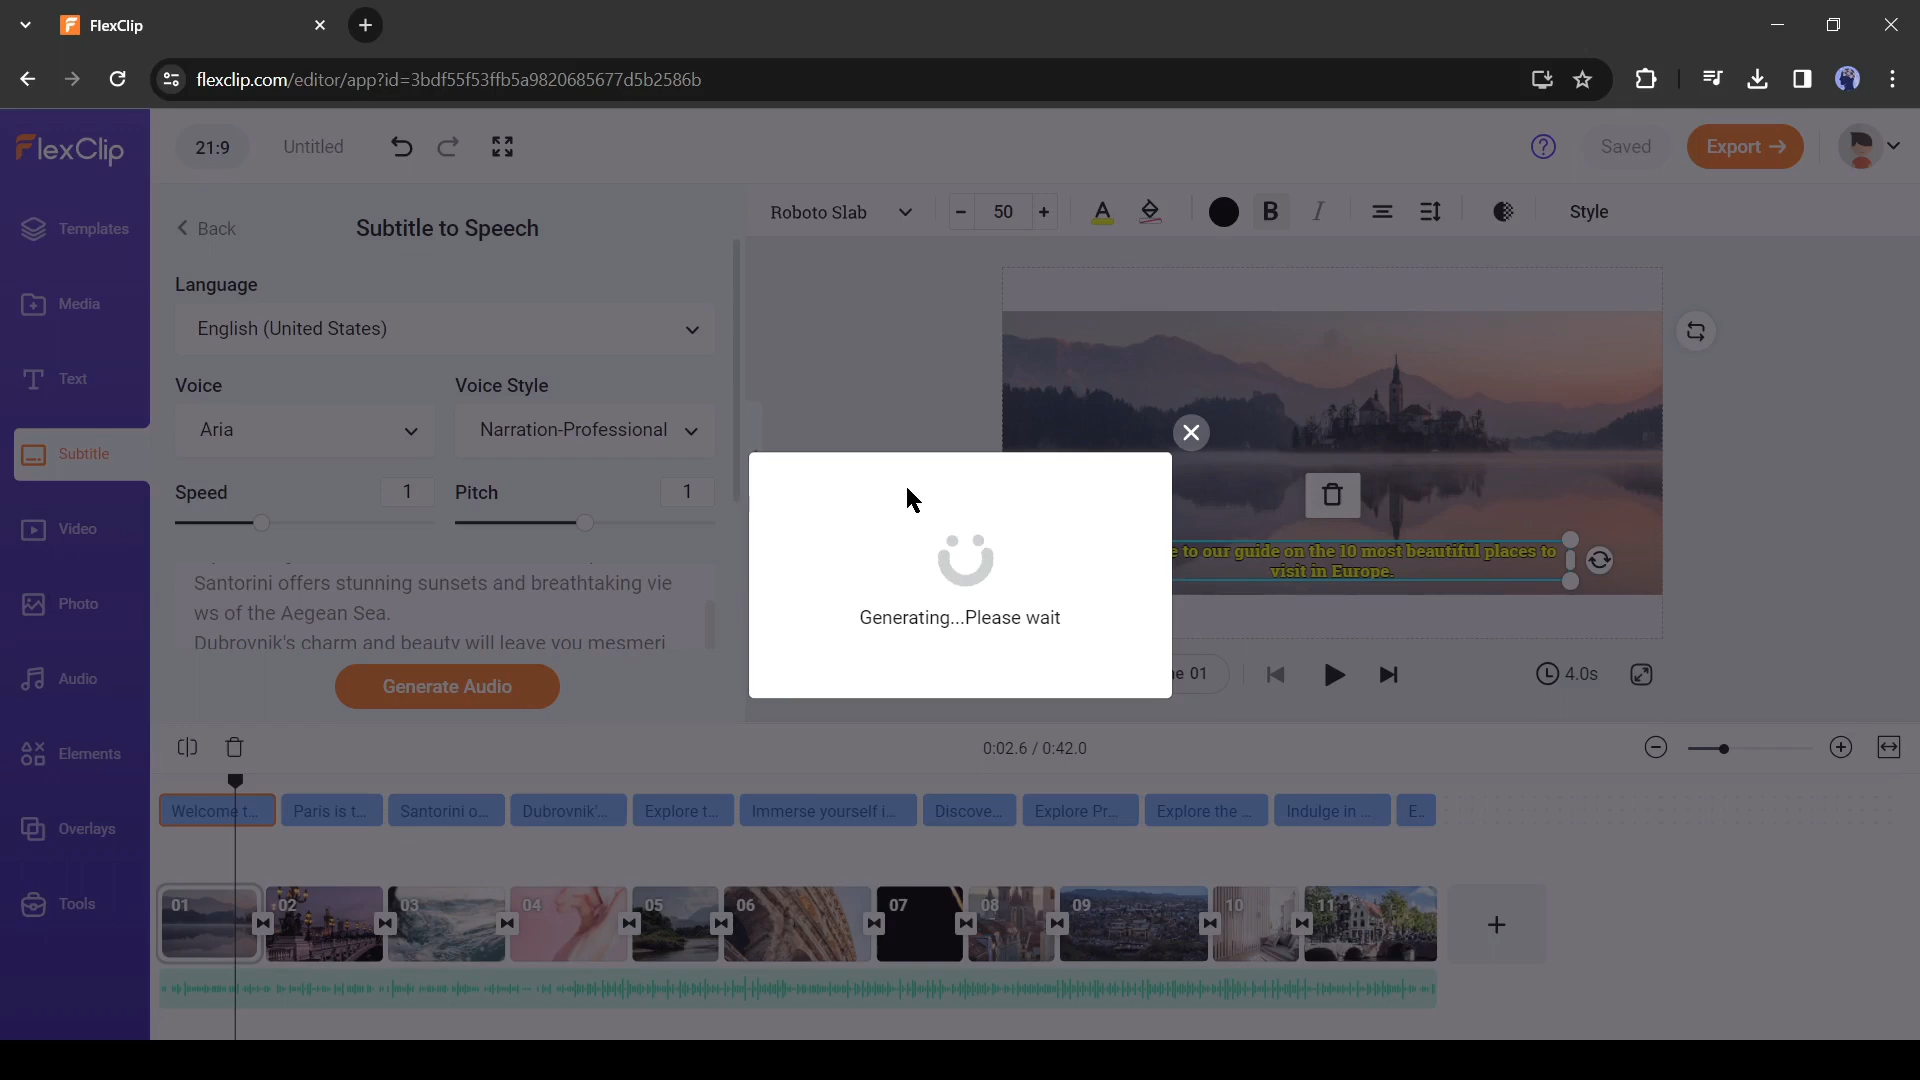 FlexClip
flexclip.com/editor/app?id=3bdf55f53ffb5a9820685677d5b2586b
FlexClip
21:9
Untitled
Saved
Export
Templates
Media
Text
Subtitle
Video
Photo
Audio
Elements
Overlays
Tools
Back
Subtitle to Speech
Language
English (United States)
Voice
Voice Style
Aria
Narration-Professional
Speed
1
Pitch
1
Santorini offers stunning sunsets and breathtaking vie
ws of the Aegean Sea.
Dubrovnik's charm and beauty will leave you mesmeri
Generate Audio
Roboto Slab
50
A
B
I
Style
e to our guide on the 10 most beautiful places to
visit in Europe.
Generating...Please wait
e 01
4.0s
0:02.6 / 0:42.0
Welcome t...
Paris is t...
Santorini o...
Dubrovnik'...
Explore t...
Immerse yourself i...
Discove...
Explore Pr...
Explore the ...
Indulge in ...
E..
01
02
03
04
05
06
07
08
09
10
11